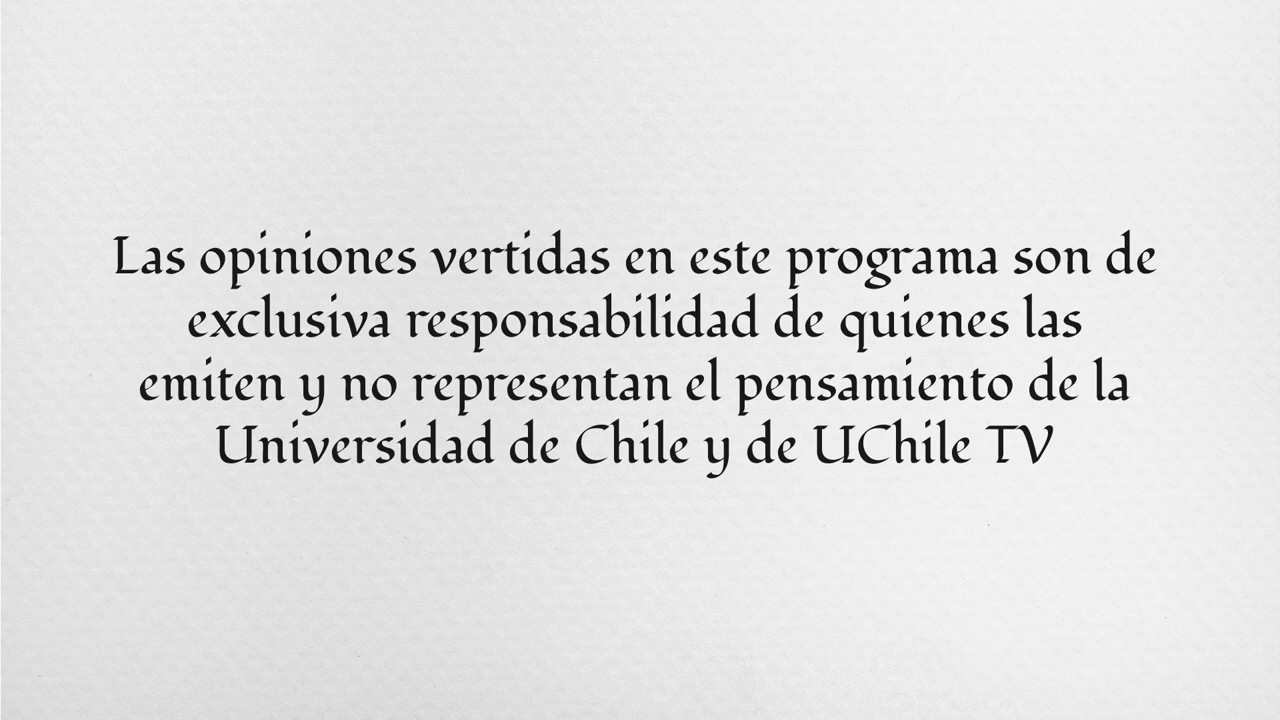 Las opiniones vertidas en este programa son de
exclusiva responsabilidad de quienes las
emiten y no representan el pensamiento de la
Universidad de Chile y de UChile TV